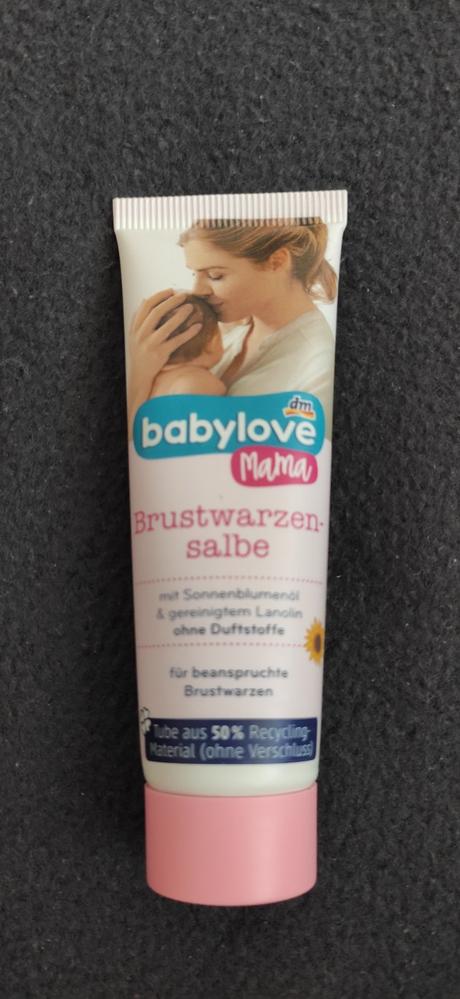 dm
babylove
Mama
Brustwarzen-
salbe
mit Sonnenblumenöl
& gereinigtem Lanolin
ohne Duftstoffe
für beanspruchte
Brustwarzen
Tube aus 50% Recycling-
Material (ohne Verschluss)